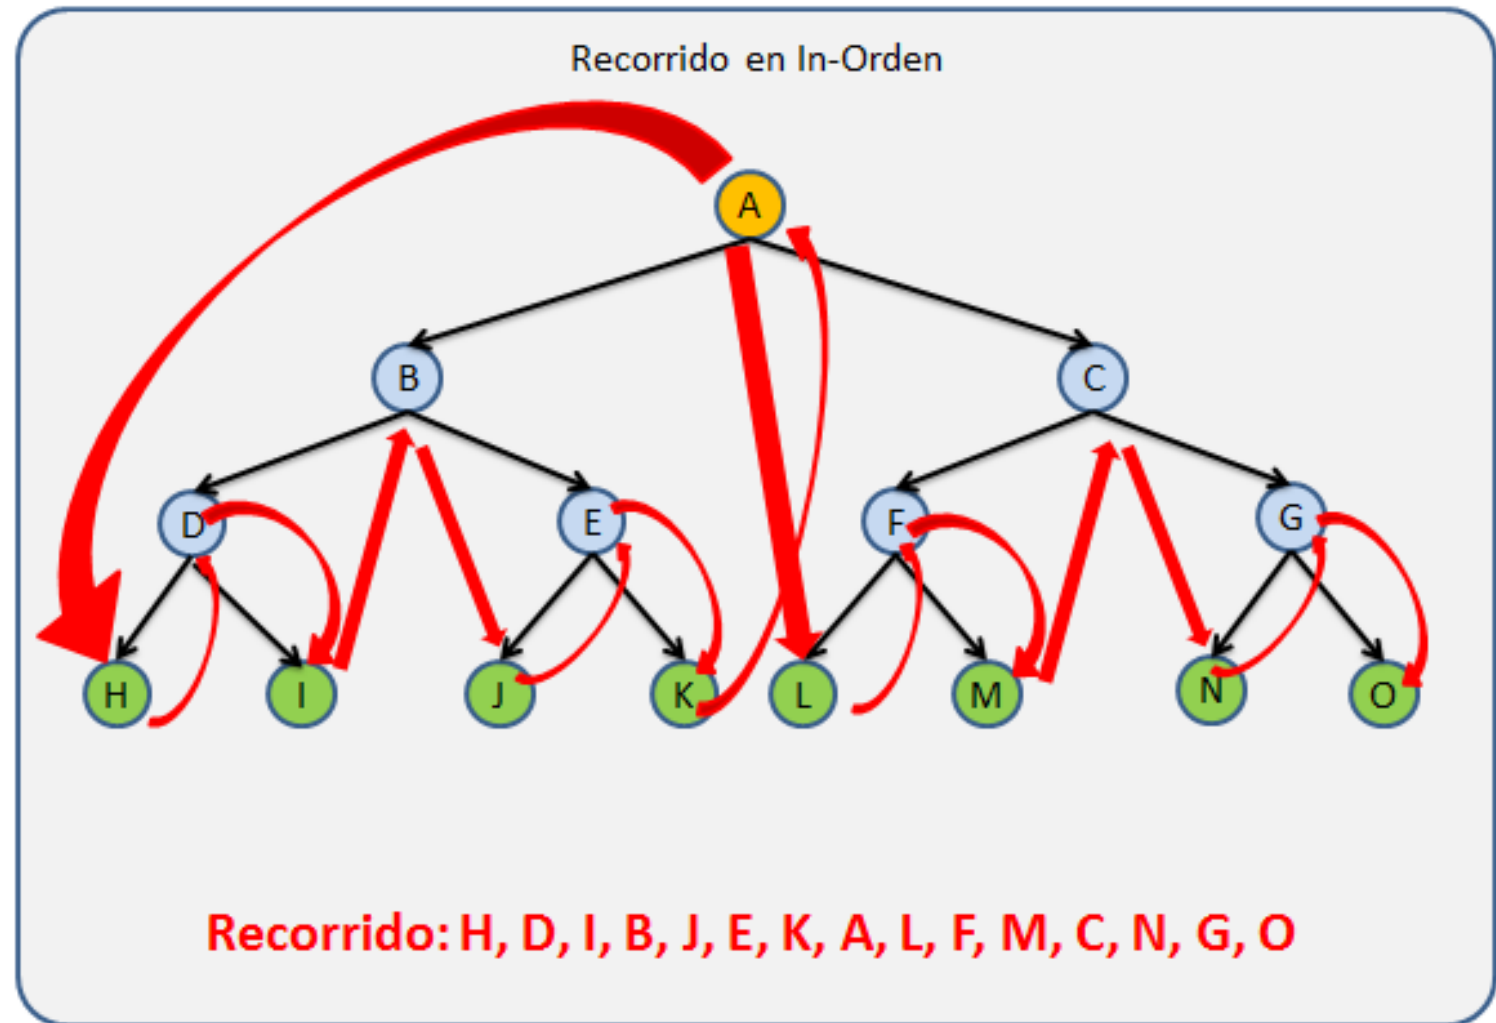 Recorrido en In-Orden
A
B
C
D
E
F
G
H
I
J
K
L
M
N
O
Recorrido: H, D, I, B, J, E, K, A, L, F, M, C, N, G, O